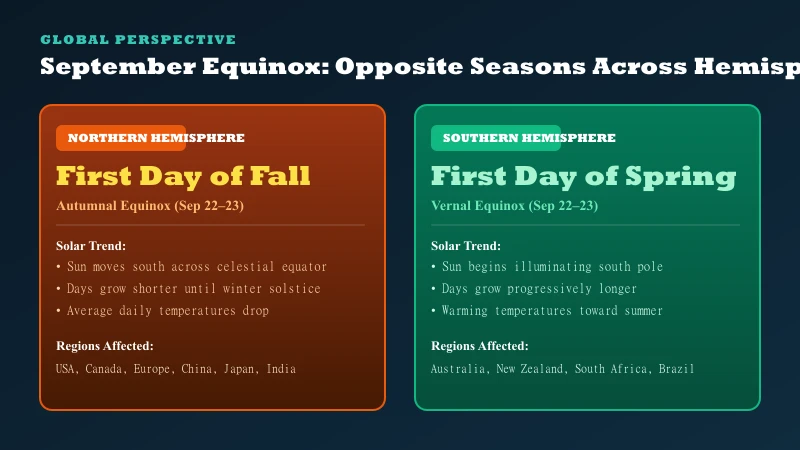 GLOBAL PERSPECTIVE
September Equinox: Opposite Seasons Across Hemisp
NORTHERN HEMISPHERE
First Day of Fall
Autumnal Equinox (Sep 22–23)
Solar Trend:
• Sun moves south across celestial equator
• Days grow shorter until winter solstice
• Average daily temperatures drop
Regions Affected:
USA, Canada, Europe, China, Japan, India
SOUTHERN HEMISPHERE
First Day of Spring
Vernal Equinox (Sep 22–23)
Solar Trend:
• Sun begins illuminating south pole
• Days grow progressively longer
• Warming temperatures toward summer
Regions Affected:
Australia, New Zealand, South Africa, Brazil